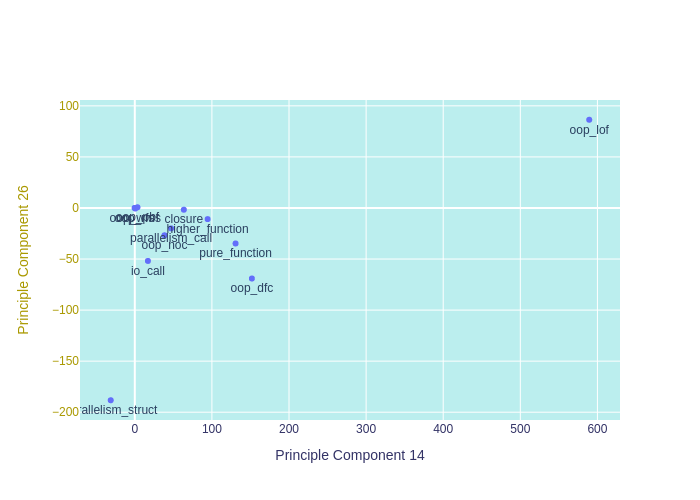 100
50
0
−50
−100
−150
−200
Principle Component 26
oop_lof
closure
higher_function
parallelism_call
oop_noc
pure_function
io_call
oop_dfc
allelism_struct
0
100
200
300
400
500
600
Principle Component 14